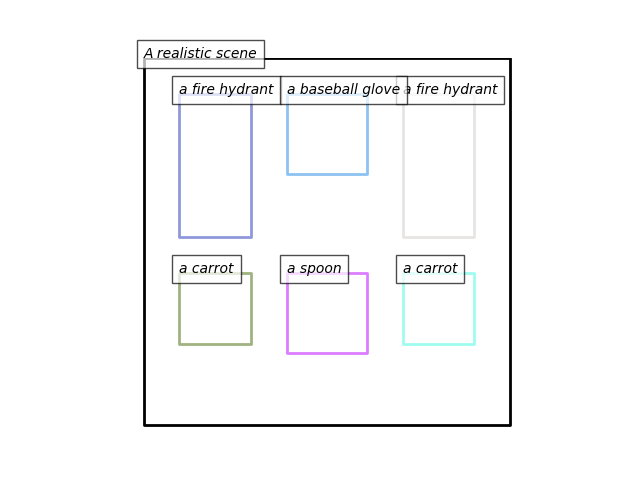 A realistic scene
a fire hydrant
a baseball glove
a fire hydrant
a carrot
a spoon
a carrot